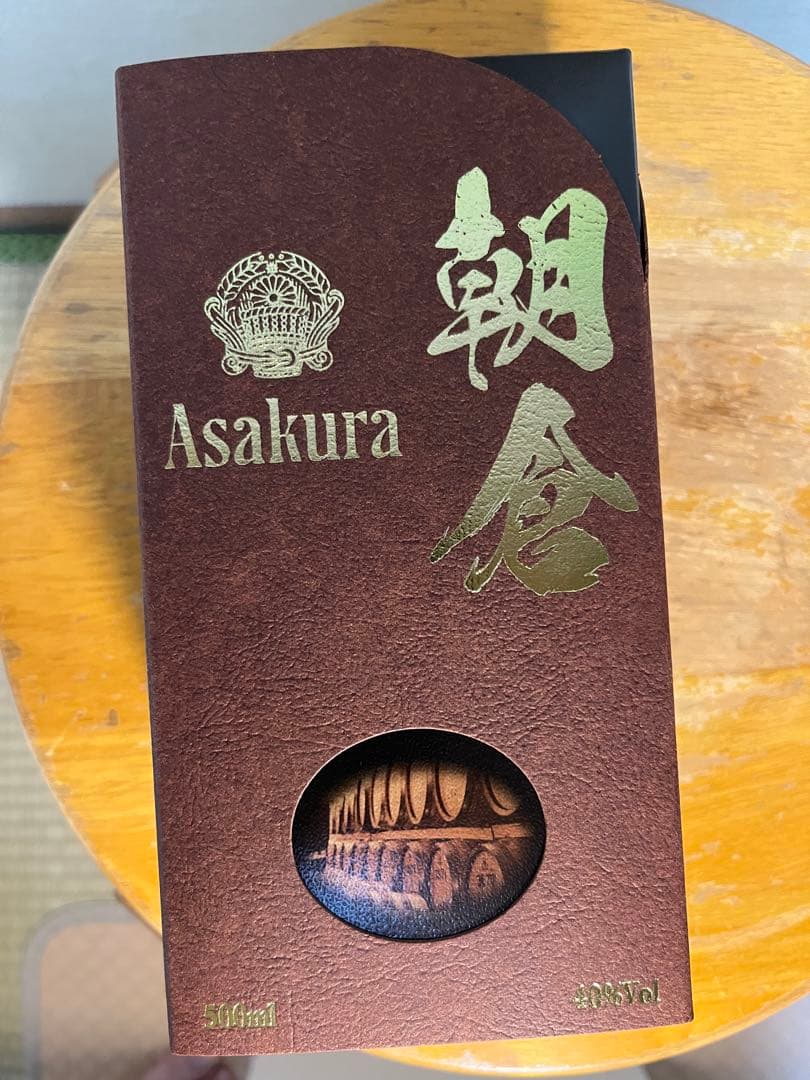 朝倉
Asakura
500ml
40%Vol